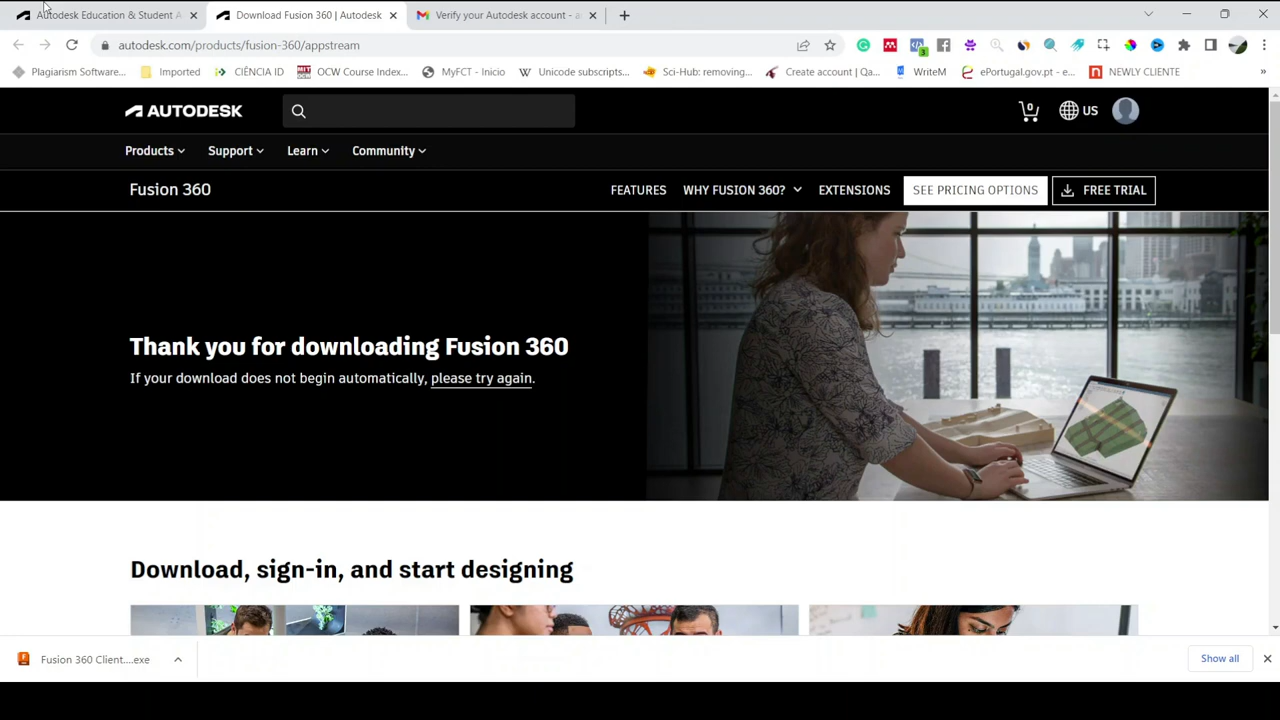 Autodesk Education & Student A
Download Fusion 360 | Autodesk
Verify your Autodesk account - a
autodesk.com/products/fusion-360/appstream
3
Plagiarism Software...
Imported
CIÊNCIA ID
OCW Course Index...
MyFCT - Inicio
Unicode subscripts...
Sci-Hub: removing...
Create account | Qa...
WriteM
ePortugal.gov.pt - e...
NEWLY CLIENTE
»
AUTODESK
0
US
Products
Support
Learn
Community
Fusion 360
FEATURES
WHY FUSION 360?
EXTENSIONS
SEE PRICING OPTIONS
FREE TRIAL
Thank you for downloading Fusion 360
If your download does not begin automatically, please try again.
Download, sign-in, and start designing
Fusion 360 Client....exe
Show all